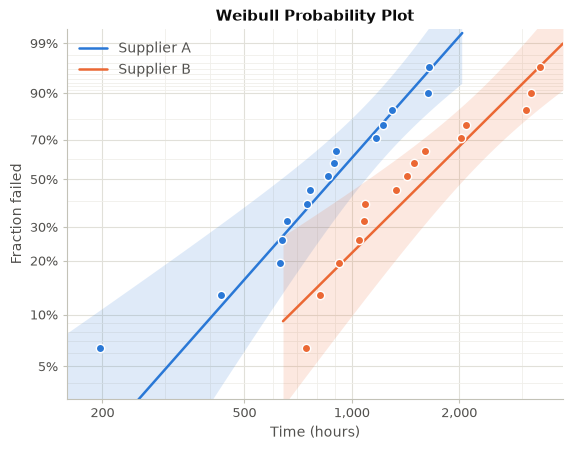 Weibull Probability Plot
Supplier A
Supplier B
Fraction failed
99%
90%
70%
50%
30%
20%
10%
5%
200
500
1,000
2,000
Time (hours)